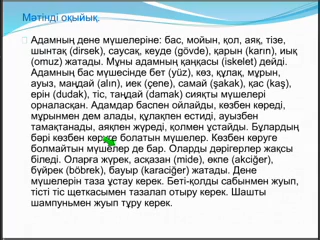 Мәтінді оқыйық.
Адамның дене мүшелеріне: бас, мойын, қол, аяқ, тізе,
шынтақ (dirsek), саусақ, кеуде (gövde), қарын (karın), иық
(omuz) жатады. Мұны адамның қаңқасы (iskelet) дейді.
Адамның бас мүшесінде бет (yüz), көз, құлақ, мұрын,
ауыз, маңдай (alın), иек (çene), самай (şakak), қас (kaş),
ерін (dudak), тіс, таңдай (damak) сияқты мүшелері
орналасқан. Адамдар баспен ойлайды, көзбен көреді,
мұрынмен дем алады, құлақпен естиді, ауызбен
тамақтанады, аяқпен жүреді, қолмен ұстайды. Бұлардың
бәрі көзбен көруге болатын мүшелер. Көзбен көруге
болмайтын мүшелер де бар. Оларды дәрігерлер жақсы
біледі. Оларға жүрек, асқазан (mide), өкпе (akciğer),
бүйрек (böbrek), бауыр (karaciğer) жатады. Дене
мүшелерін таза ұстау керек. Беті-қолды сабынмен жуып,
тісті тіс щеткасымен тазалап отыру керек. Шашты
шампуньмен жуып тұру керек.